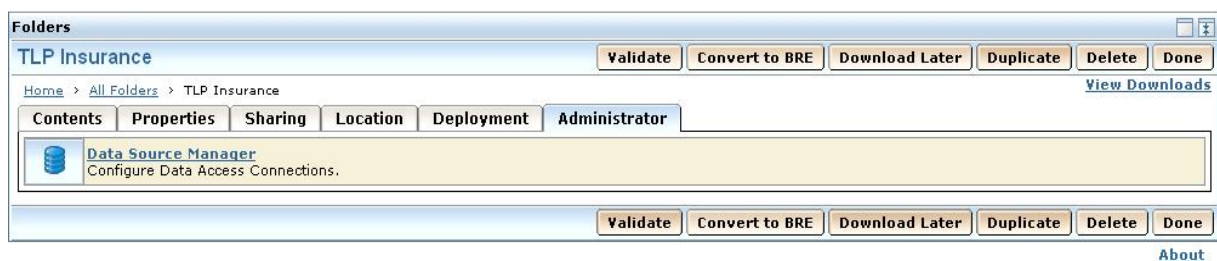 Folders
TLP Insurance Validate Convert to BRE Download Later Duplicate Delete Done
Home > All Folders > TLP Insurance View Downloads
Contents Properties Sharing Location Deployment Administrator
Data Source Manager
Configure Data Access Connections.
Validate Convert to BRE Download Later Duplicate Delete Done
About